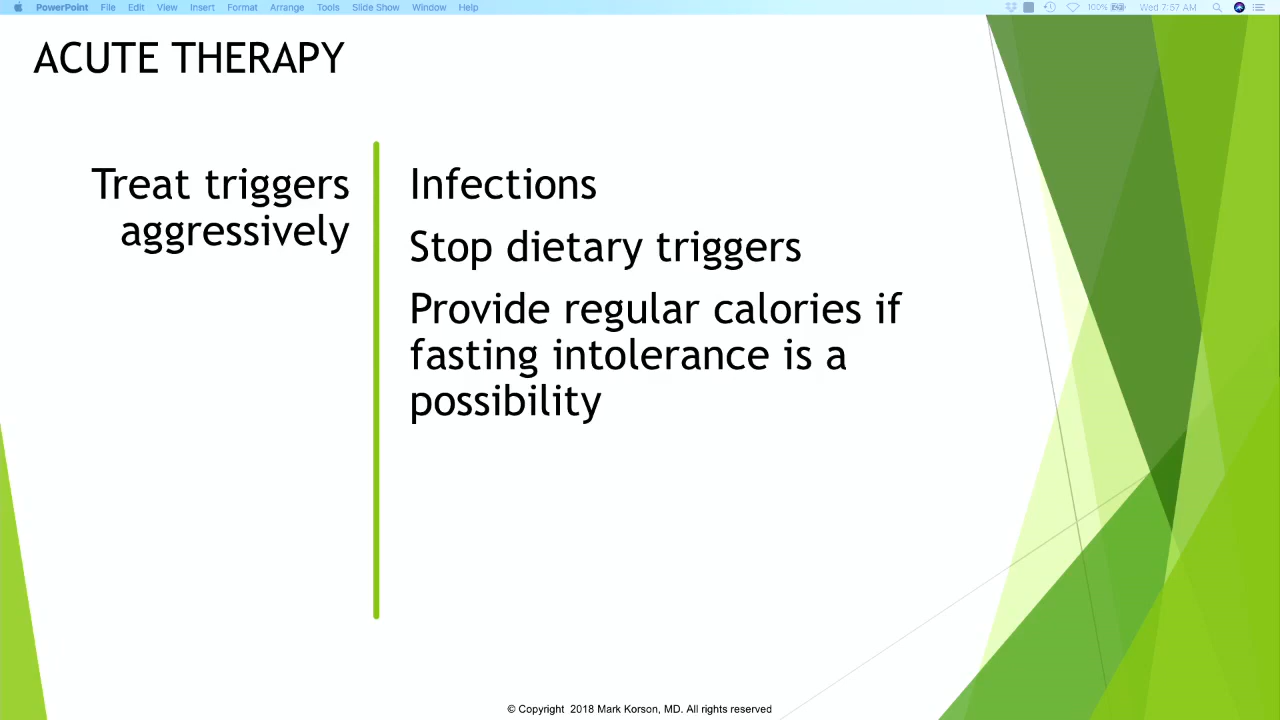 PowerPoint File Edit View Insert Format Arrange Tools Slide Show Window Help 100% Wed 7:57 AM
ACUTE THERAPY
Treat triggers
aggressively
Infections
Stop dietary triggers
Provide regular calories if
fasting intolerance is a
possibility
© Copyright 2018 Mark Korson, MD. All rights reserved